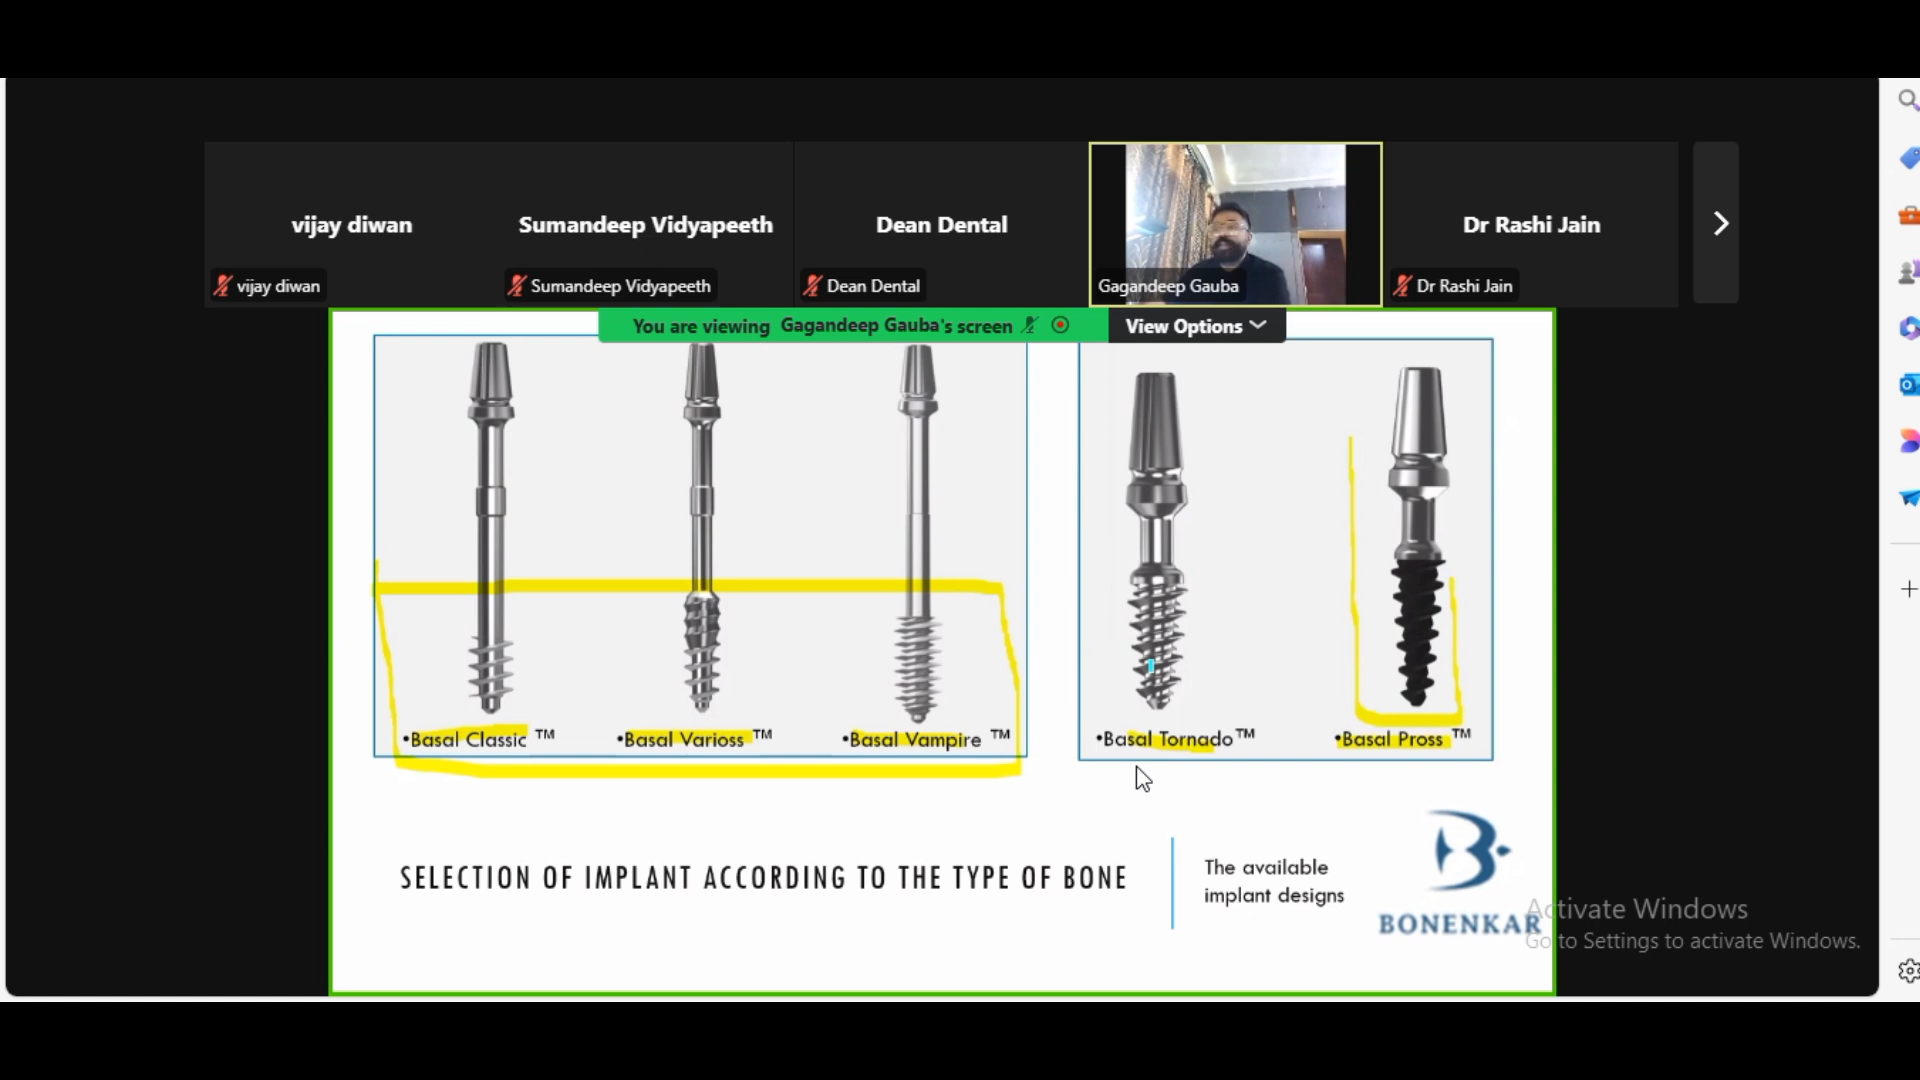 vijay diwan
Sumandeep Vidyapeeth
Dean Dental
Dr Rashi Jain
vijay diwan
Sumandeep Vidyapeeth
Dean Dental
Gagandeep Gauba
Dr Rashi Jain
You are viewing Gagandeep Gauba's screen
View Options
•Basal Classic ™
•Basal Varioss ™
•Basal Vampire ™
•Basal Tornado™
•Basal Pross ™
SELECTION OF IMPLANT ACCORDING TO THE TYPE OF BONE
The available
implant designs
BONENKAR
Activate Windows
Go to Settings to activate Windows.